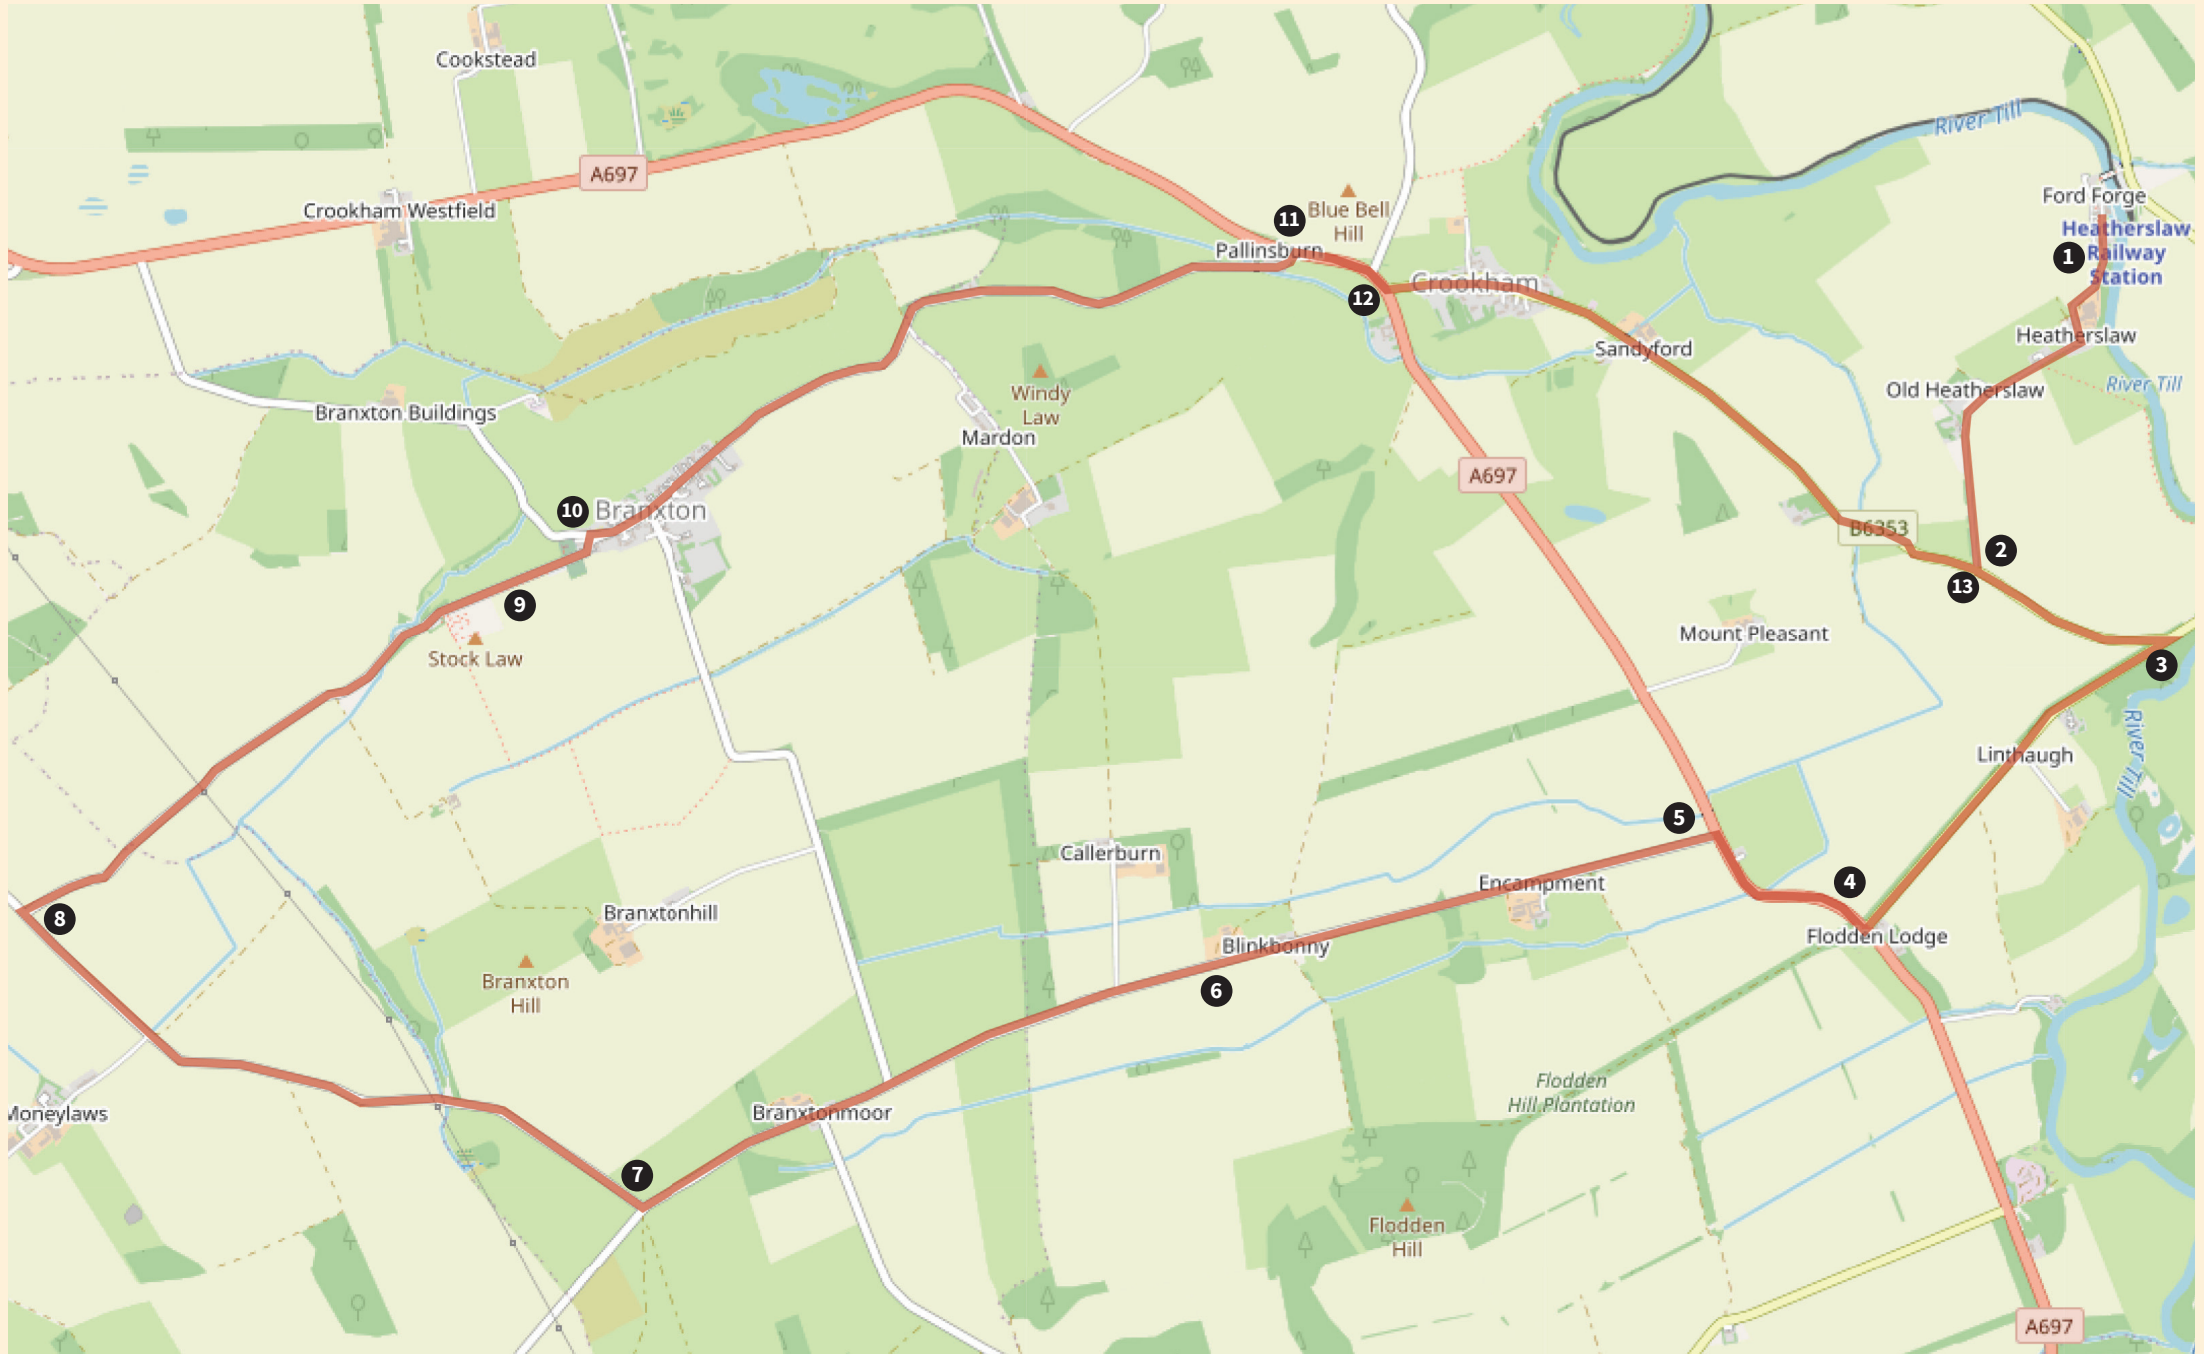 Cookstead
A697
Crookham Westfield
11
Blue Bell
Hill
Pallinsburn
12
Crookham
River Till
Ford Forge
Heatherslaw
Railway
Station
1
Heatherslaw
Sandyford
Old Heatherslaw
River Till
Branxton Buildings
Windy
Law
Mardon
A697
10
Branxton
B6353
2
13
9
Stock Law
Mount Pleasant
3
Linthaugh
River Till
5
Callerburn
Encampment
4
8
Branxtonhill
Blinkbonny
Flodden Lodge
Branxton
Hill
6
Moneylaws
Branxtonmoor
Flodden
Hill Plantation
7
Flodden
Hill
A697